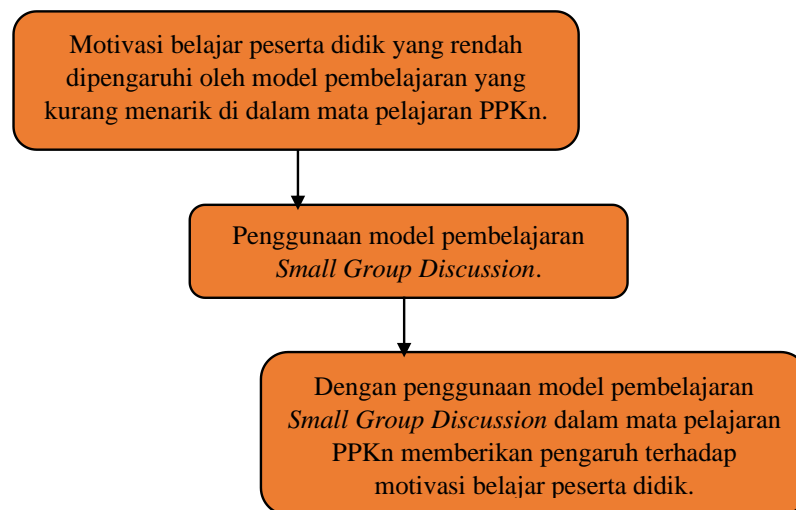 Motivasi belajar peserta didik yang rendah
dipengaruhi oleh model pembelajaran yang
kurang menarik di dalam mata pelajaran PPKn.
Penggunaan model pembelajaran
Small Group Discussion.
Dengan penggunaan model pembelajaran
Small Group Discussion dalam mata pelajaran
PPKn memberikan pengaruh terhadap
motivasi belajar peserta didik.